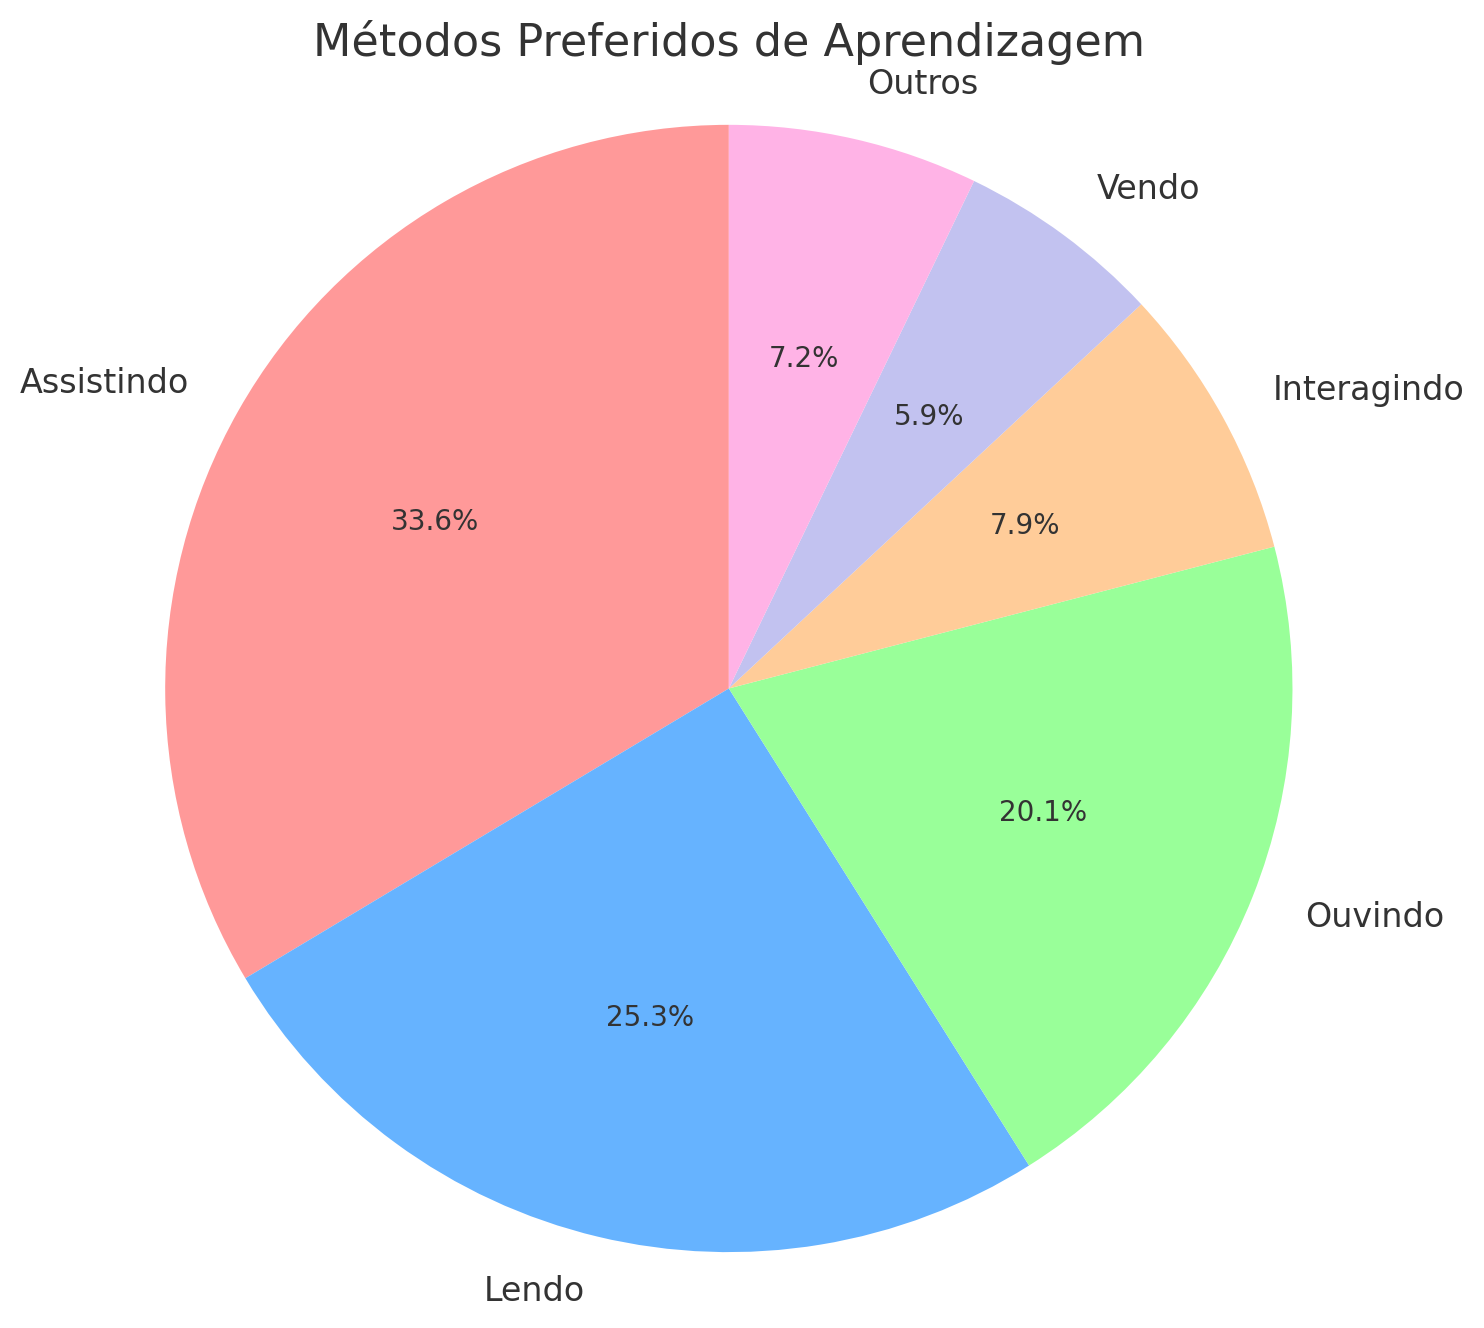 Métodos Preferidos de Aprendizagem
Outros
Vendo
Interagindo
Assistindo
Ouvindo
Lendo
7.2%
5.9%
7.9%
33.6%
20.1%
25.3%